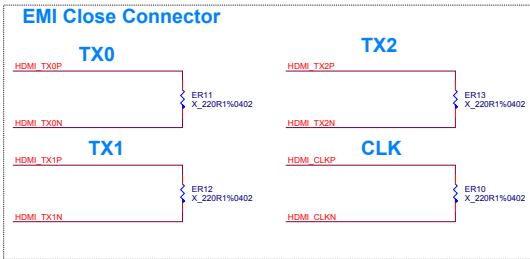 EMI Close Connector
TX0
HDMI_TX0P
ER11
X_220R1%0402
HDMI_TX0N
TX2
HDMI_TX2P
ER13
X_220R1%0402
HDMI_TX2N
TX1
HDMI_TX1P
ER12
X_220R1%0402
HDMI_TX1N
CLK
HDMI_CLKP
ER10
X_220R1%0402
HDMI_CLKN